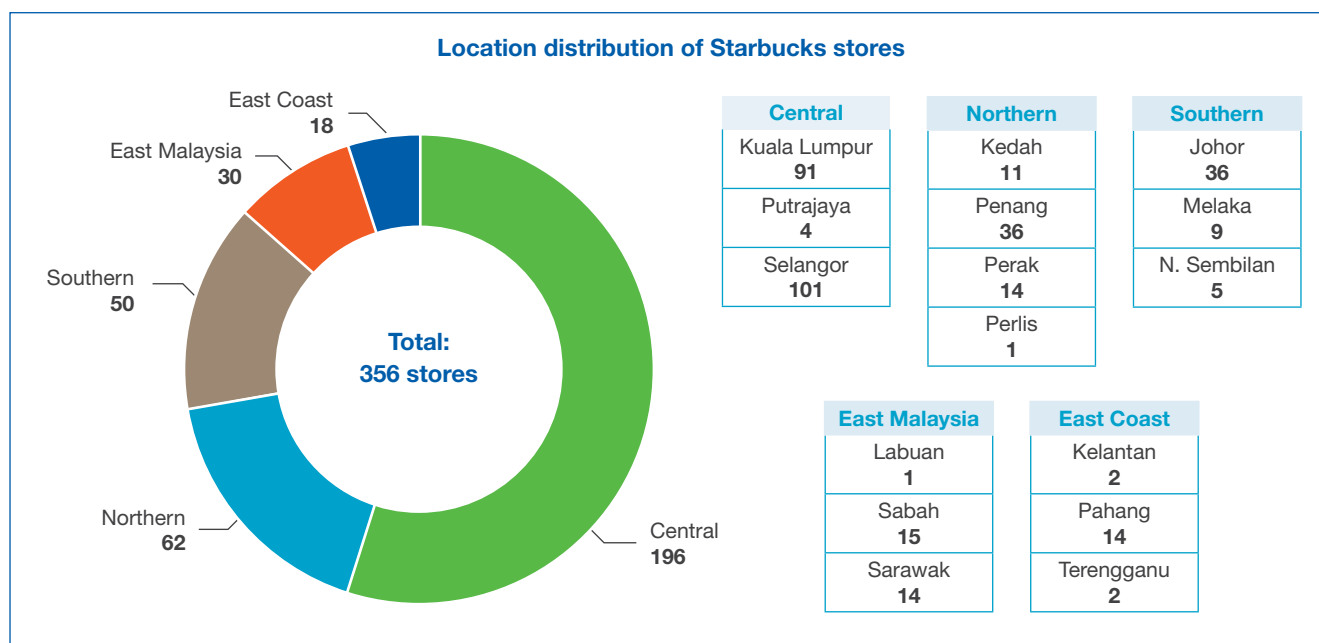 Location distribution of Starbucks stores
East Coast
18
East Malaysia
30
Southern
50
Northern
62
Central
196
Total:
356 stores
Central
Kuala Lumpur
91
Putrajaya
4
Selangor
101
Northern
Kedah
11
Penang
36
Perak
14
Perlis
1
Southern
Johor
36
Melaka
9
N. Sembilan
5
East Malaysia
Labuan
1
Sabah
15
Sarawak
14
East Coast
Kelantan
2
Pahang
14
Terengganu
2